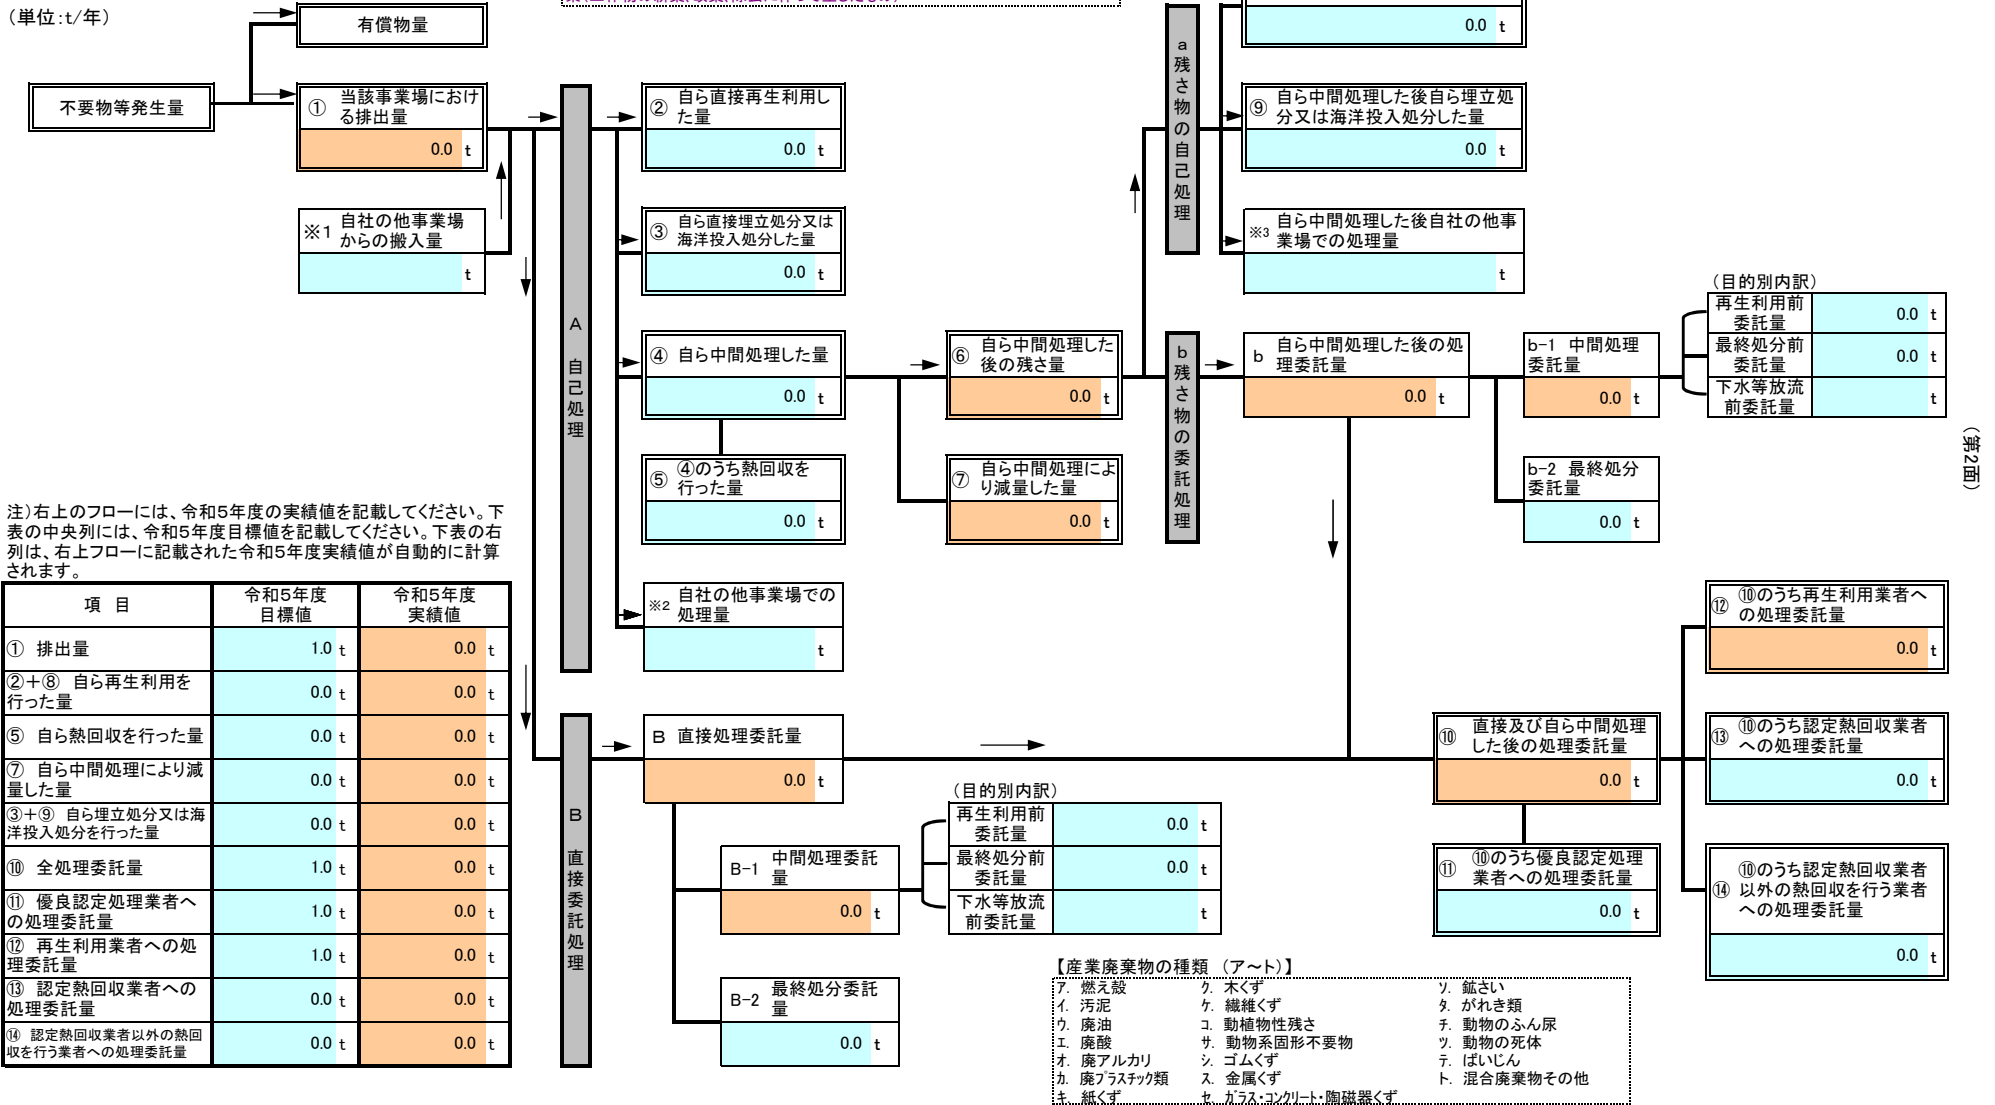 （単位：t/年）
有償物量
不要物等発生量
① 当該事業場におけ
る排出量
0.0 t
※1 自社の他事業場
からの搬入量
t
A 自己処理
② 自ら直接再生利用し
た量
0.0 t
③ 自ら直接埋立処分又は
海洋投入処分した量
0.0 t
④ 自ら中間処理した量
0.0 t
⑤ ④のうち熱回収を
行った量
0.0 t
※2 自社の他事業場での
処理量
t
⑥ 自ら中間処理した
後の残さ量
0.0 t
⑦ 自ら中間処理によ
り減量した量
0.0 t
a 残さ物の自己処理
0.0 t
⑨ 自ら中間処理した後自ら埋立処
分又は海洋投入処分した量
0.0 t
※3 自ら中間処理した後自社の他事
業場での処理量
t
b 残さ物の委託処理
b 自ら中間処理した後の処
理委託量
0.0 t
b-1 中間処理
委託量
0.0 t
b-2 最終処分
委託量
0.0 t
（目的別内訳）
再生利用前
委託量
0.0 t
最終処分前
委託量
0.0 t
下水等放流
前委託量
t
（第2面）
注）右上のフローには、令和5年度の実績値を記載してください。下
表の中央列には、令和5年度目標値を記載してください。下表の右
列は、右上フローに記載された令和5年度実績値が自動的に計算
されます。
項 目 令和5年度 目標値 令和5年度 実績値
① 排出量 1.0 t 0.0 t
②＋⑧ 自ら再生利用を
行った量 0.0 t 0.0 t
⑤ 自ら熱回収を行った量 0.0 t 0.0 t
⑦ 自ら中間処理により減
量した量 0.0 t 0.0 t
③＋⑨ 自ら埋立処分又は海
洋投入処分を行った量 0.0 t 0.0 t
⑩ 全処理委託量 1.0 t 0.0 t
⑪ 優良認定処理業者へ
の処理委託量 1.0 t 0.0 t
⑫ 再生利用業者への処
理委託量 1.0 t 0.0 t
⑬ 認定熱回収業者への
処理委託量 0.0 t 0.0 t
⑭ 認定熱回収業者以外の熱回
収を行う業者への処理委託量 0.0 t 0.0 t
B 直接委託処理
B 直接処理委託量
0.0 t
B-1 中間処理委託
量
0.0 t
B-2 最終処分委託
量
0.0 t
（目的別内訳）
再生利用前
委託量
0.0 t
最終処分前
委託量
0.0 t
下水等放流
前委託量
t
⑩ 直接及び自ら中間処理
した後の処理委託量
0.0 t
⑪ ⑩のうち優良認定処理
業者への処理委託量
0.0 t
⑫ ⑩のうち再生利用業者へ
の処理委託量
0.0 t
⑬ ⑩のうち認定熱回収業者
への処理委託量
0.0 t
⑭ ⑩のうち認定熱回収業者
以外の熱回収を行う業者
への処理委託量
0.0 t
【産業廃棄物の種類 （ア～ト）】
ア. 燃え殻 ク. 木くず ソ. 鉱さい
イ. 汚泥 ケ. 繊維くず タ. がれき類
ウ. 廃油 コ. 動植物性残さ チ. 動物のふん尿
エ. 廃酸 サ. 動物系固形不要物 ツ. 動物の死体
オ. 廃アルカリ シ. ゴムくず テ. ばいじん
カ. 廃プラスチック類 ス. 金属くず ト. 混合廃棄物その他
キ. 紙くず セ. ガラス・コンクリート・陶磁器くず